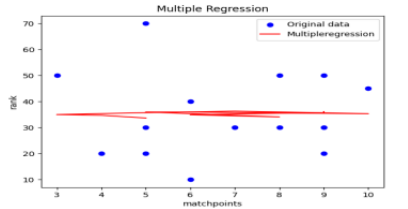 Multiple Regression
Original data
Multipleregression
70
60
50
40
30
20
10
rank
3 4 5 6 7 8 9 10
matchpoints